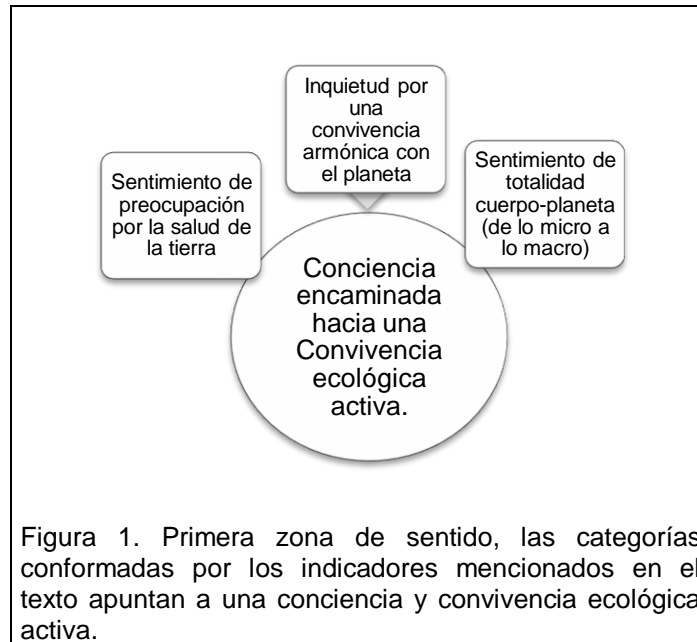 Inquietud por
una
convivencia
armónica con
el planeta
Sentimiento de
preocupación
por la salud de
la tierra
Sentimiento de
totalidad
cuerpo-planeta
(de lo micro a
lo macro)
Conciencia
encaminada
hacia una
Convivencia
ecológica
activa.
Figura 1. Primera zona de sentido, las categorías
conformadas por los indicadores mencionados en el
texto apuntan a una conciencia y convivencia ecológica
activa.